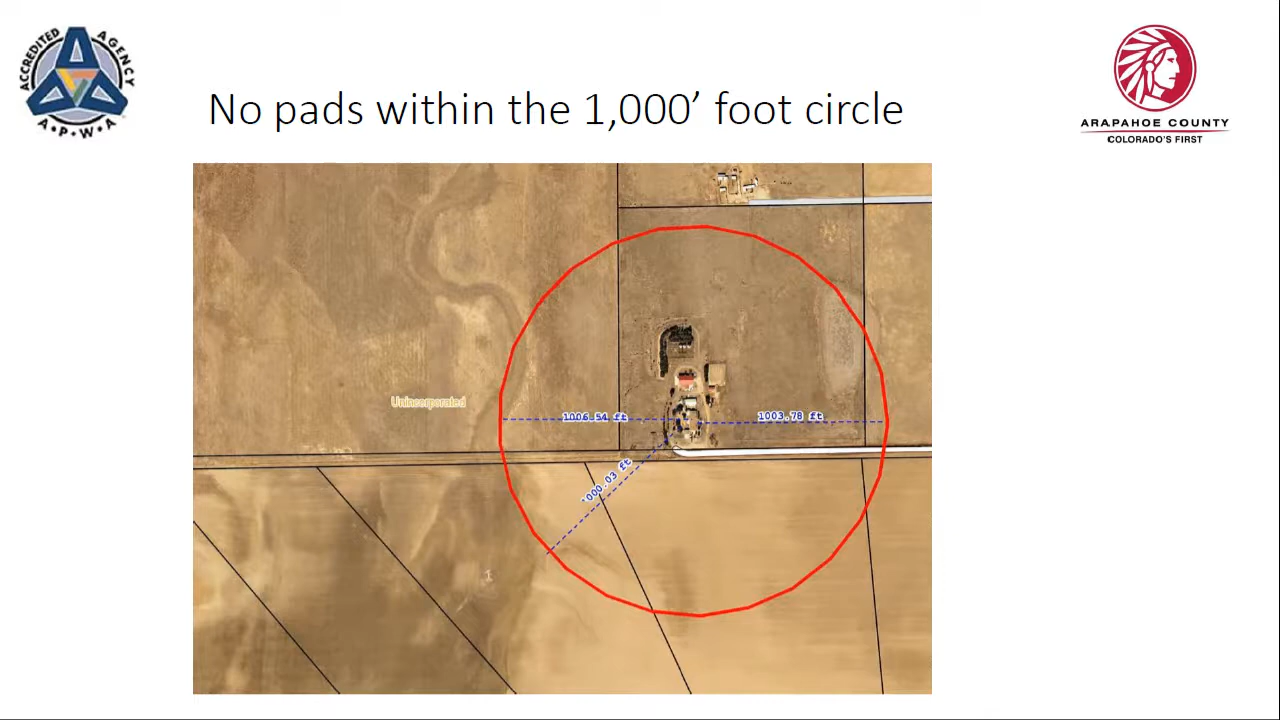 ACCREDITED AGENCY
A•P•W•A
ARAPAHOE COUNTY
COLORADO'S FIRST
No pads within the 1,000’ foot circle
Unincorporated
1006.54 ft
1003.78 ft
1000.03 ft